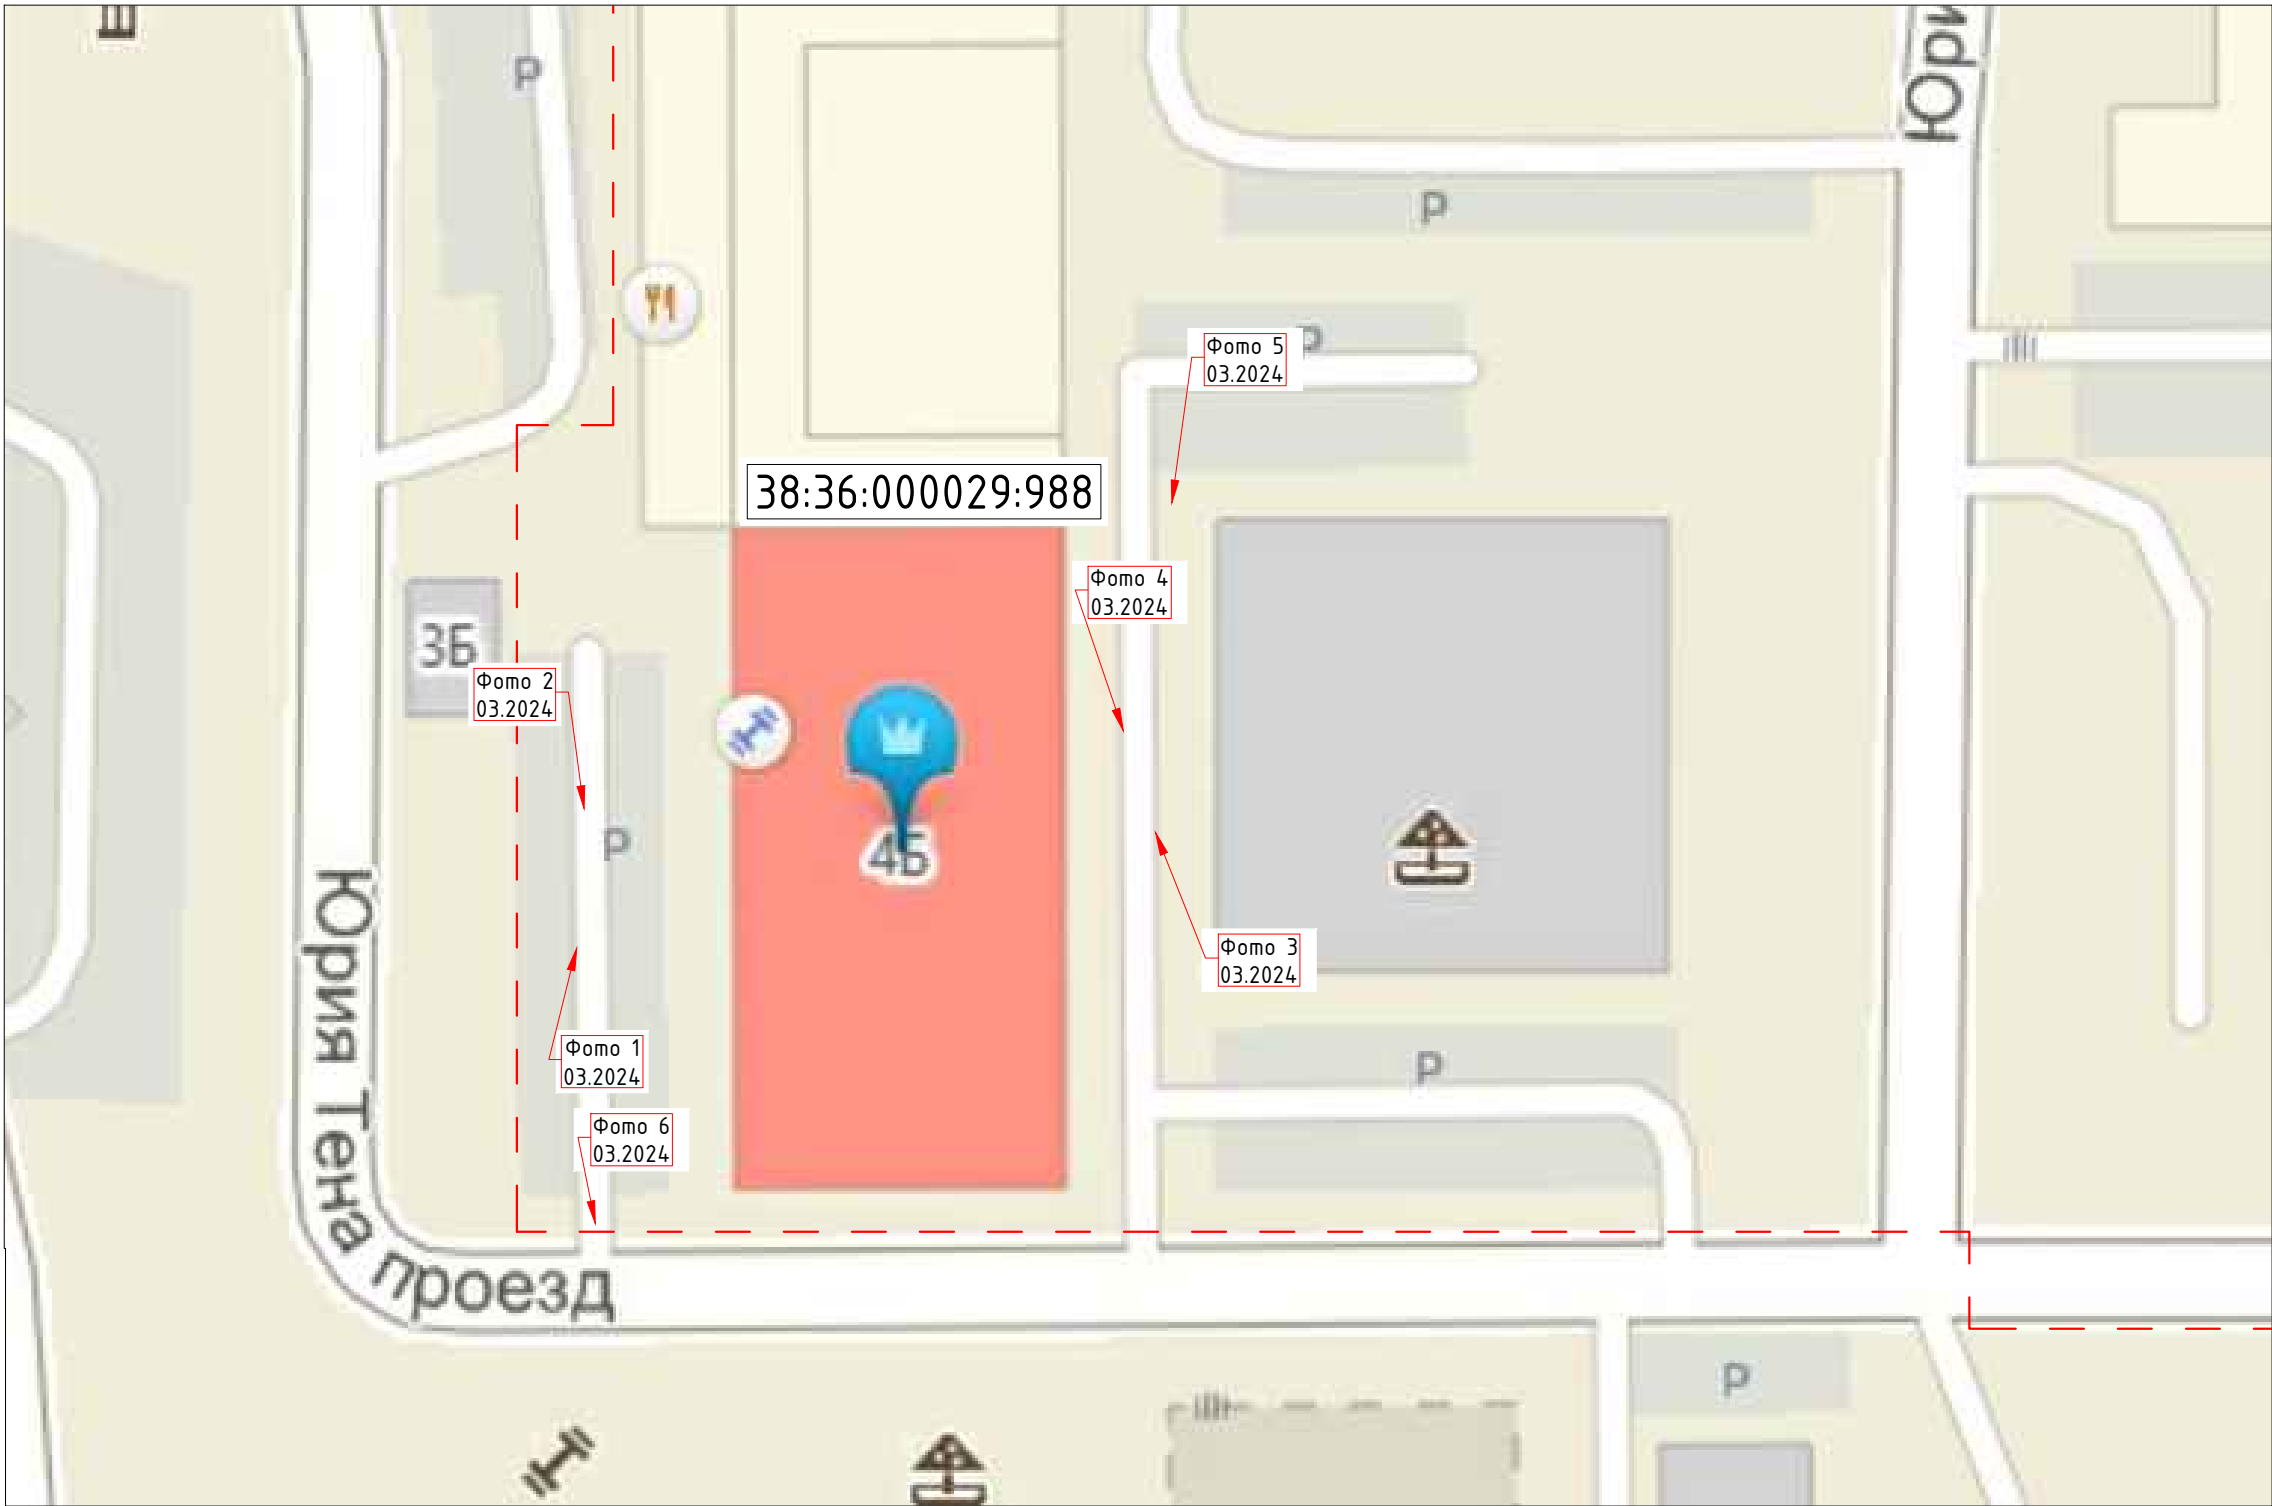 P
Юри
P
Фото 5
03.2024
P
38:36:000029:988
Фото 4
03.2024
3Б
Фото 2
03.2024
P
4Б
Фото 3
03.2024
Юрия Тена проезд
Фото 1
03.2024
P
Фото 6
03.2024
P